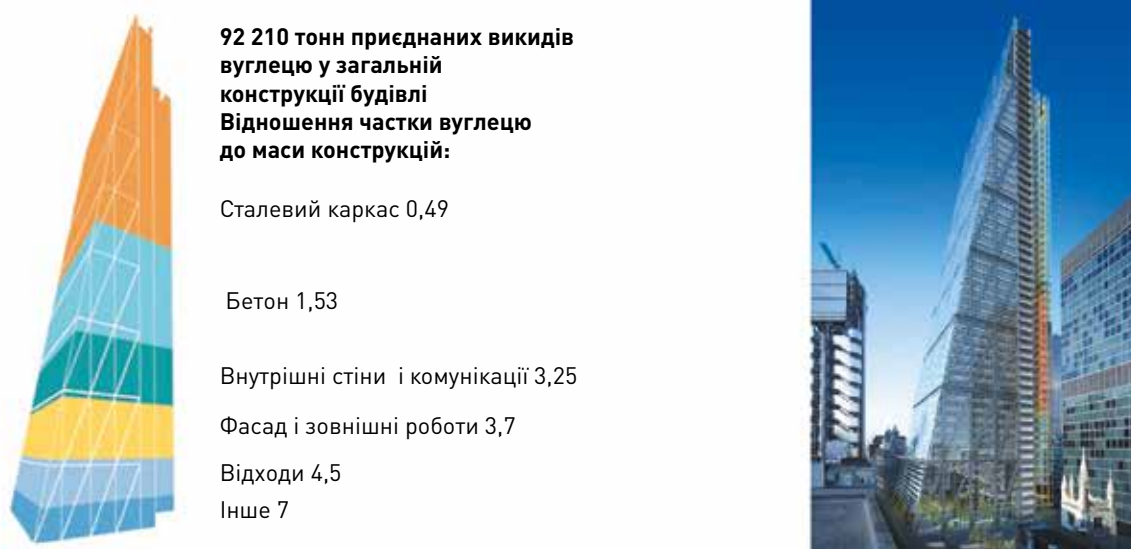 92 210 тонн приєднаних викидів
вуглецю у загальній
конструкції будівлі
Відношення частки вуглецю
до маси конструкцій:
Сталевий каркас 0,49
Бетон 1,53
Внутрішні стіни і комунікації 3,25
Фасад і зовнішні роботи 3,7
Відходи 4,5
Інше 7